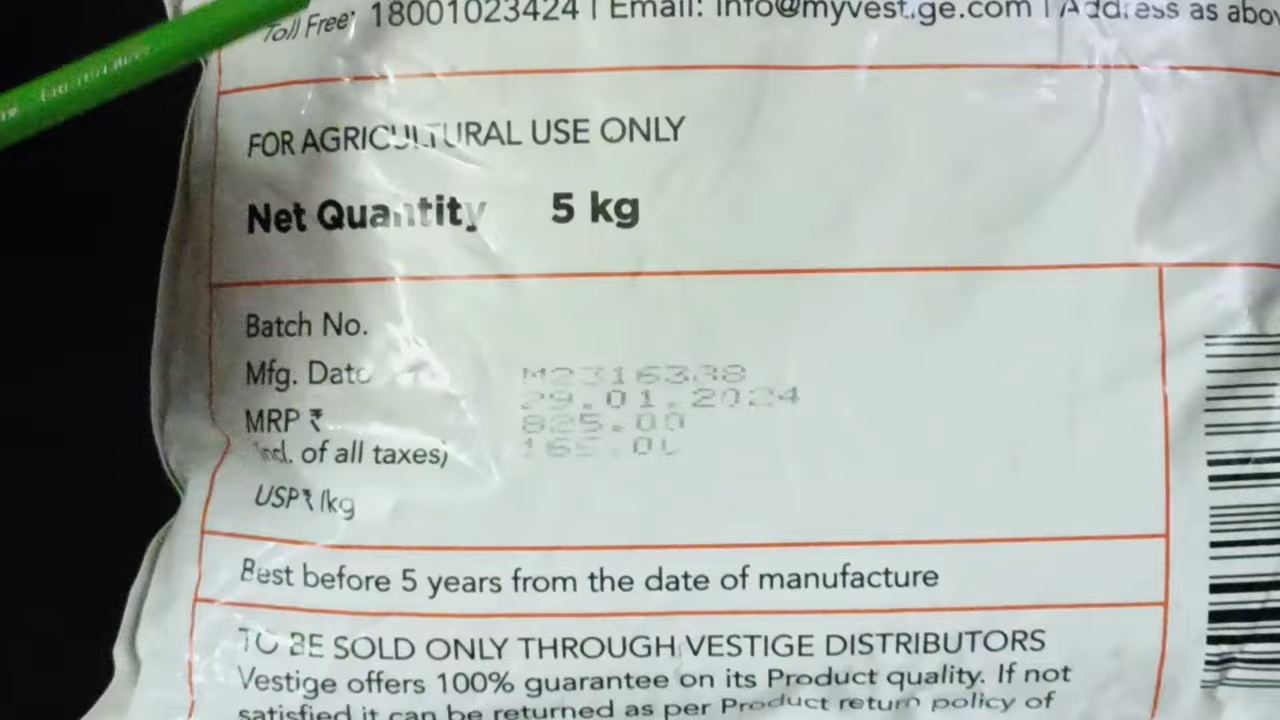 Toll Free: 18001023424 | Email: info@myvestige.com | Address as abov
FOR AGRICULTURAL USE ONLY
Net Quantity 5 kg
Batch No.
Mfg. Date M2316338
29.01.2024
MRP ₹ 825.00
incl. of all taxes) 165.00
USP₹ /kg
Best before 5 years from the date of manufacture
TO BE SOLD ONLY THROUGH VESTIGE DISTRIBUTORS
Vestige offers 100% guarantee on its Product quality. If not
satisfied it can be returned as per Product return policy of